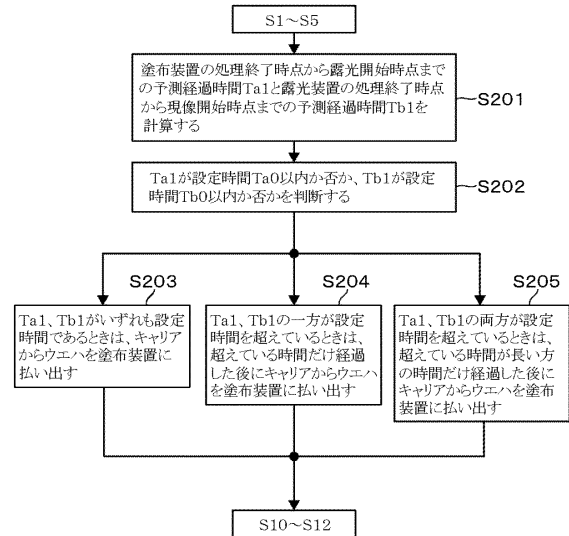 S1～S5
塗布装置の処理終了時点から露光開始時点まで
の予測経過時間Ta1と露光装置の処理終了時点
から現像開始時点までの予測経過時間Tb1を
計算する
S201
Ta1が設定時間Ta0以内か否か、Tb1が設定
時間Tb0以内か否かを判断する
S202
S203
Ta1、Tb1がいずれも設定
時間であるときは、キャリア
からウエハを塗布装置に
払い出す
S204
Ta1、Tb1の一方が設定
時間を超えているときは、
超えている時間だけ経過
した後にキャリアからウエハ
を塗布装置に払い出す
S205
Ta1、Tb1の両方が設定
時間を超えているときは、
超えている時間が長い方
の時間だけ経過した後に
キャリアからウエハを塗布
装置に払い出す
S10～S12